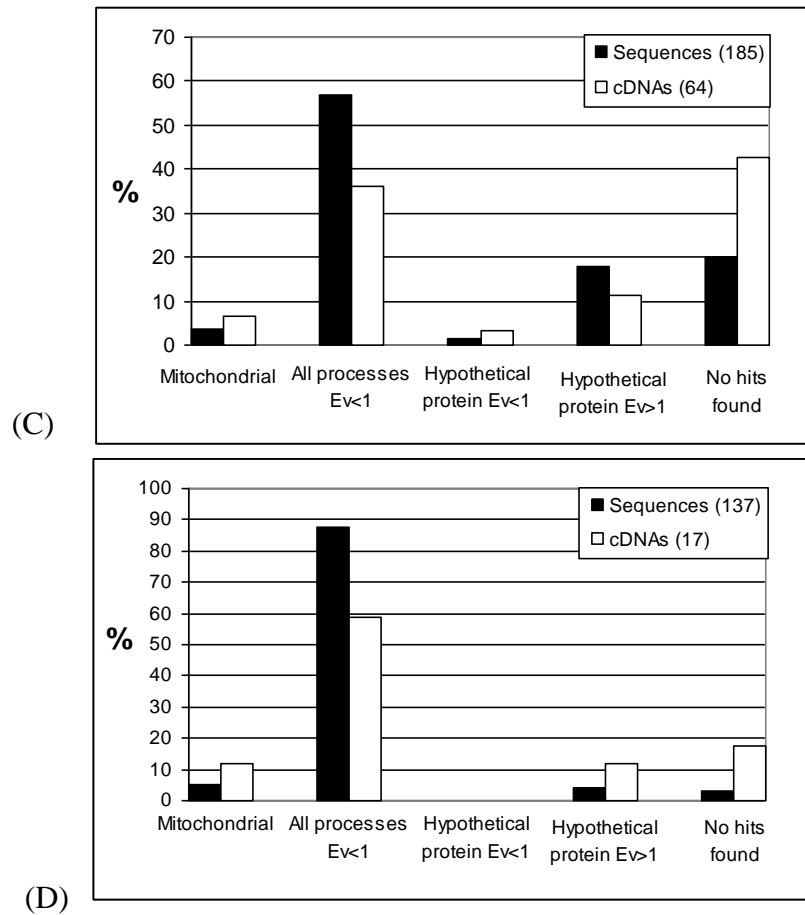 70
60
50
40
30
20
10
0
%
Sequences (185)
cDNAs (64)
Mitochondrial
All processes
Ev<1
Hypothetical
protein Ev<1
Hypothetical
protein Ev>1
No hits
found
(C)
100
90
80
70
60
50
40
30
20
10
0
%
Sequences (137)
cDNAs (17)
Mitochondrial
All processes
Ev<1
Hypothetical
protein Ev<1
Hypothetical
protein Ev>1
No hits
found
(D)